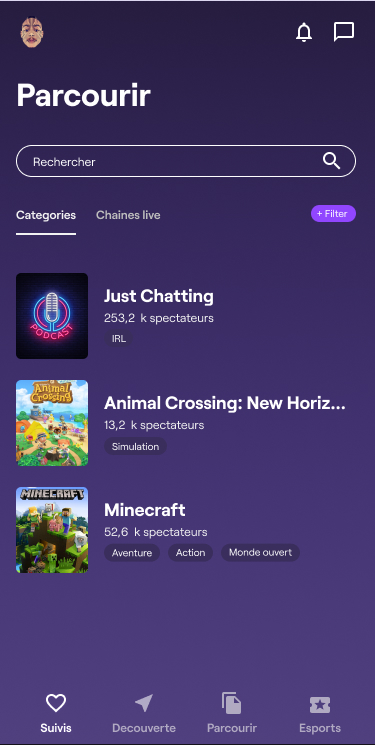 Parcourir
Rechercher
Categories Chaines live + Filter
PODCAST
Just Chatting
253,2 k spectateurs
IRL
Animal Crossing
Animal Crossing: New Horiz...
13,2 k spectateurs
Simulation
MINECRAFT
Minecraft
52,6 k spectateurs
Aventure Action Monde ouvert
Suivis Decouverte Parcourir Esports